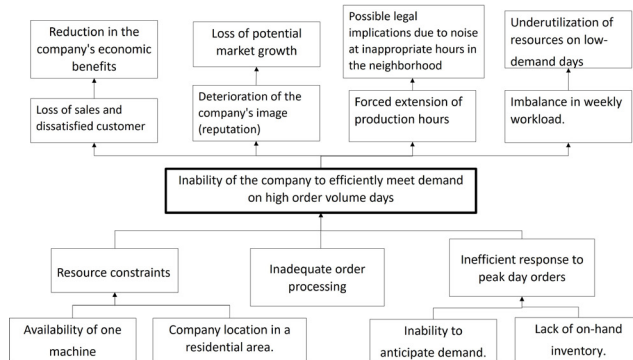 Reduction in the
company's economic
benefits
Loss of potential
market growth
Possible legal
implications due to noise
at inappropriate hours in
the neighborhood
Underutilization of
resources on low-
demand days
Loss of sales and
dissatisfied customer
Deterioration of the
company's image
(reputation)
Forced extension of
production hours
Imbalance in weekly
workload.
Inability of the company to efficiently meet demand
on high order volume days
Resource constraints
Inadequate order
processing
Inefficient response to
peak day orders
Availability of one
machine
Company location in a
residential area.
Inability to
anticipate demand.
Lack of on-hand
inventory.